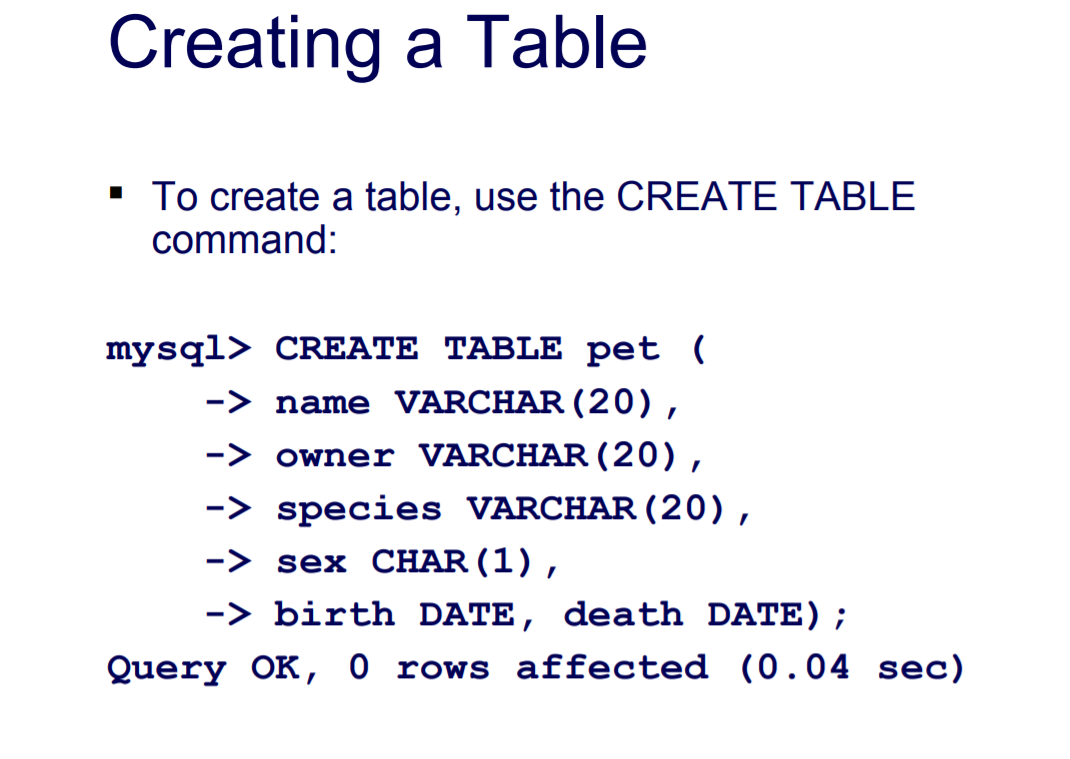 Creating a Table
▪ To create a table, use the CREATE TABLE
command:
mysql> CREATE TABLE pet (
-> name VARCHAR(20),
-> owner VARCHAR(20),
-> species VARCHAR(20),
-> sex CHAR(1),
-> birth DATE, death DATE);
Query OK, 0 rows affected (0.04 sec)